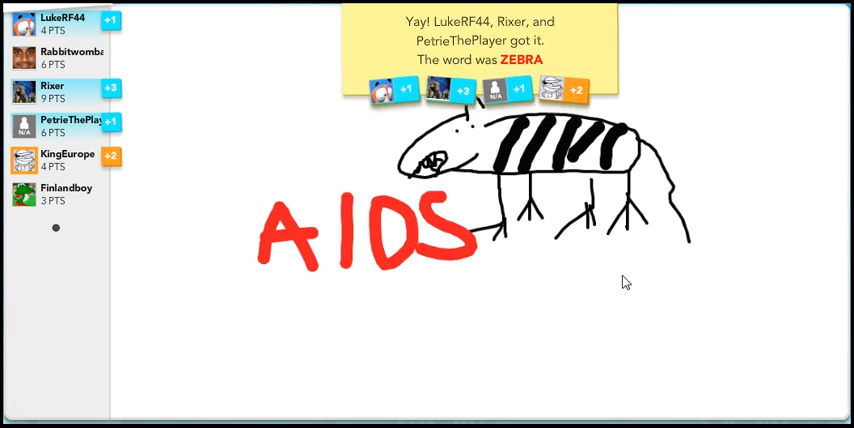 LukeRF44
+1
4 PTS
Rabbitwomba
6 PTS
Rixer
+3
9 PTS
PetrieThePlay
+1
N/A
6 PTS
KingEurope
+2
4 PTS
Finlandboy
3 PTS
Yay! LukeRF44, Rixer, and
PetrieThePlayer got it.
The word was ZEBRA
+1
+3
N/A
+1
+2
AIDS